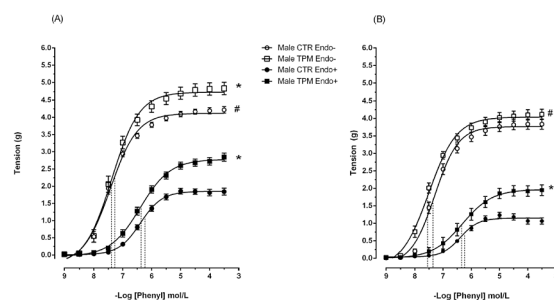 (A)
(B)
Male CTR Endo-
Male TPM Endo-
Male CTR Endo+
Male TPM Endo+
Tension (g)
6.0
5.5
5.0
4.5
4.0
3.5
3.0
2.5
2.0
1.5
1.0
0.5
0.0
*
#
*
9 8 7 6 5 4 3
-Log [Phenyl] mol/L
Tension (g)
6.0
5.5
5.0
4.5
4.0
3.5
3.0
2.5
2.0
1.5
1.0
0.5
0.0
#
*
9 8 7 6 5 4
-Log [Phenyl] mol/L